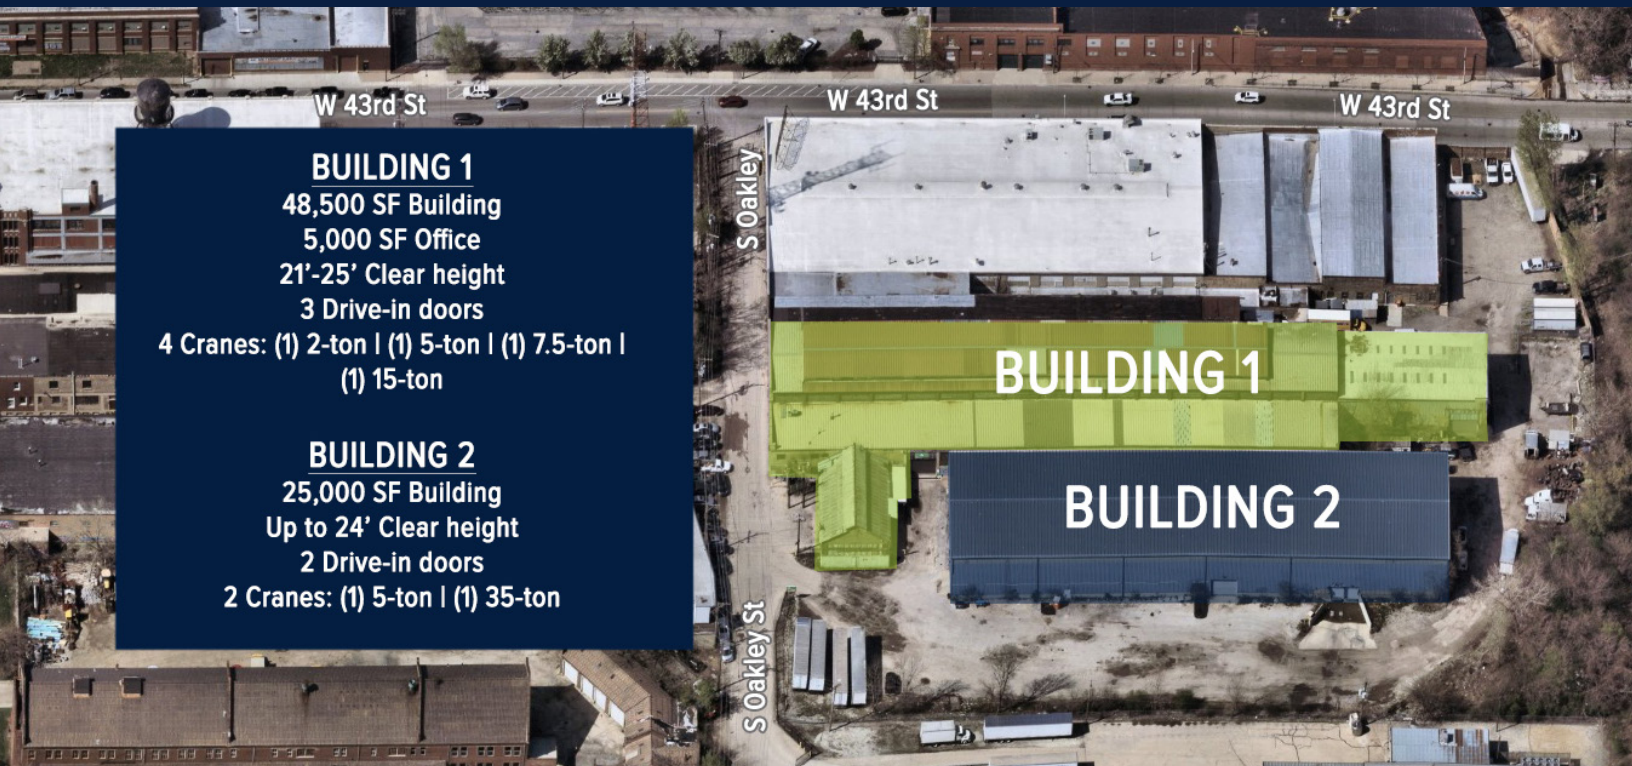 W 43rd St
W 43rd St
W 43rd St
S Oakley
BUILDING 1
48,500 SF Building
5,000 SF Office
21'-25' Clear height
3 Drive-in doors
4 Cranes: (1) 2-ton | (1) 5-ton | (1) 7.5-ton |
(1) 15-ton
BUILDING 2
25,000 SF Building
Up to 24' Clear height
2 Drive-in doors
2 Cranes: (1) 5-ton | (1) 35-ton
BUILDING 1
BUILDING 2
S Oakley St